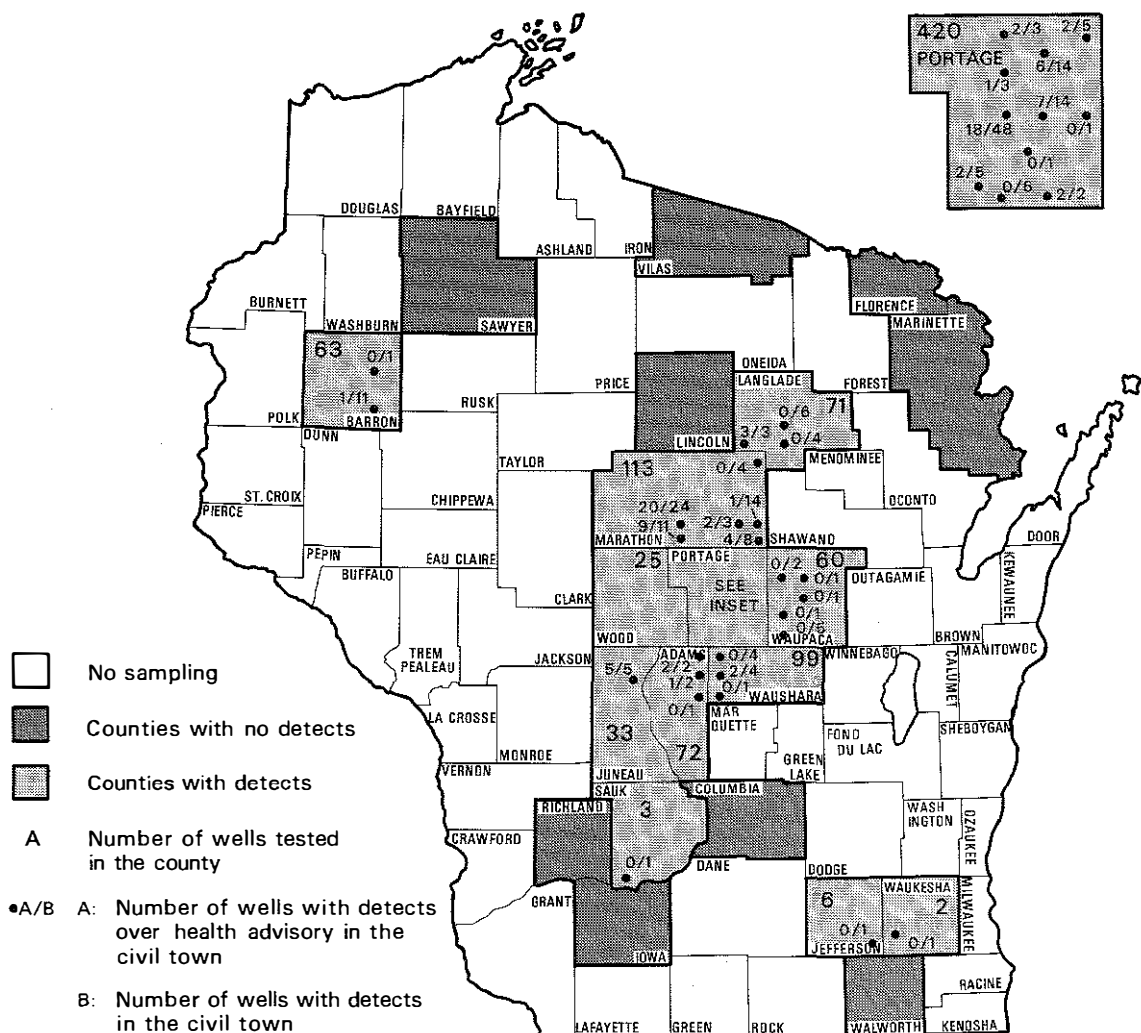 420
PORTAGE
2/3
2/5
6/14
1/3
7/14
18/48
0/1
0/1
2/5
0/6
2/2
DOUGLAS
BAYFIELD
ASHLAND
IRON
VILAS
BURNETT
WASHBURN
SAWYER
FLORENCE
MARINETTE
63
0/1
1/11
BARRON
POLK
PRICE
ONEIDA
RUSK
LANGLADE
FOREST
71
0/6
3/3
0/4
LINCOLN
DUNN
TAYLOR
113
0/4
MENOMINEE
OCONTO
ST. CROIX
CHIPPEWA
PIERCE
20/24
9/11
2/3
1/14
4/8
MARATHON
SHAWANO
DOOR
PEPIN
EAU CLAIRE
BUFFALO
25
PORTAGE
60
0/2
0/1
0/1
0/1
0/5
OUTAGAMIE
KEWAUNEE
CLARK
SEE
INSET
WOOD
WAUPACA
BROWN
TREM
PEALEAU
JACKSON
ADAMS
0/4
99
WINNEBAGO
MANITOWOC
5/5
2/2
2/4
1/2
0/1
0/1
WAUSHARA
CALUMET
No sampling
LA CROSSE
MONROE
33
72
MAR
QUETTE
GREEN
LAKE
FOND
DU LAC
SHEBOYGAN
Counties with no detects
VERNON
JUNEAU
SAUK
COLUMBIA
Counties with detects
RICHLAND
3
WASH
INGTON
OZAUKEE
CRAWFORD
0/1
DANE
DODGE
A Number of wells tested
in the county
GRANT
IOWA
6
WAUKESHA
2
MILWAUKEE
0/1
0/1
JEFFERSON
A/B A: Number of wells with detects
over health advisory in the
civil town
B: Number of wells with detects
in the civil town
LAFAYETTE
GREEN
ROCK
WALWORTH
RACINE
KENOSHA